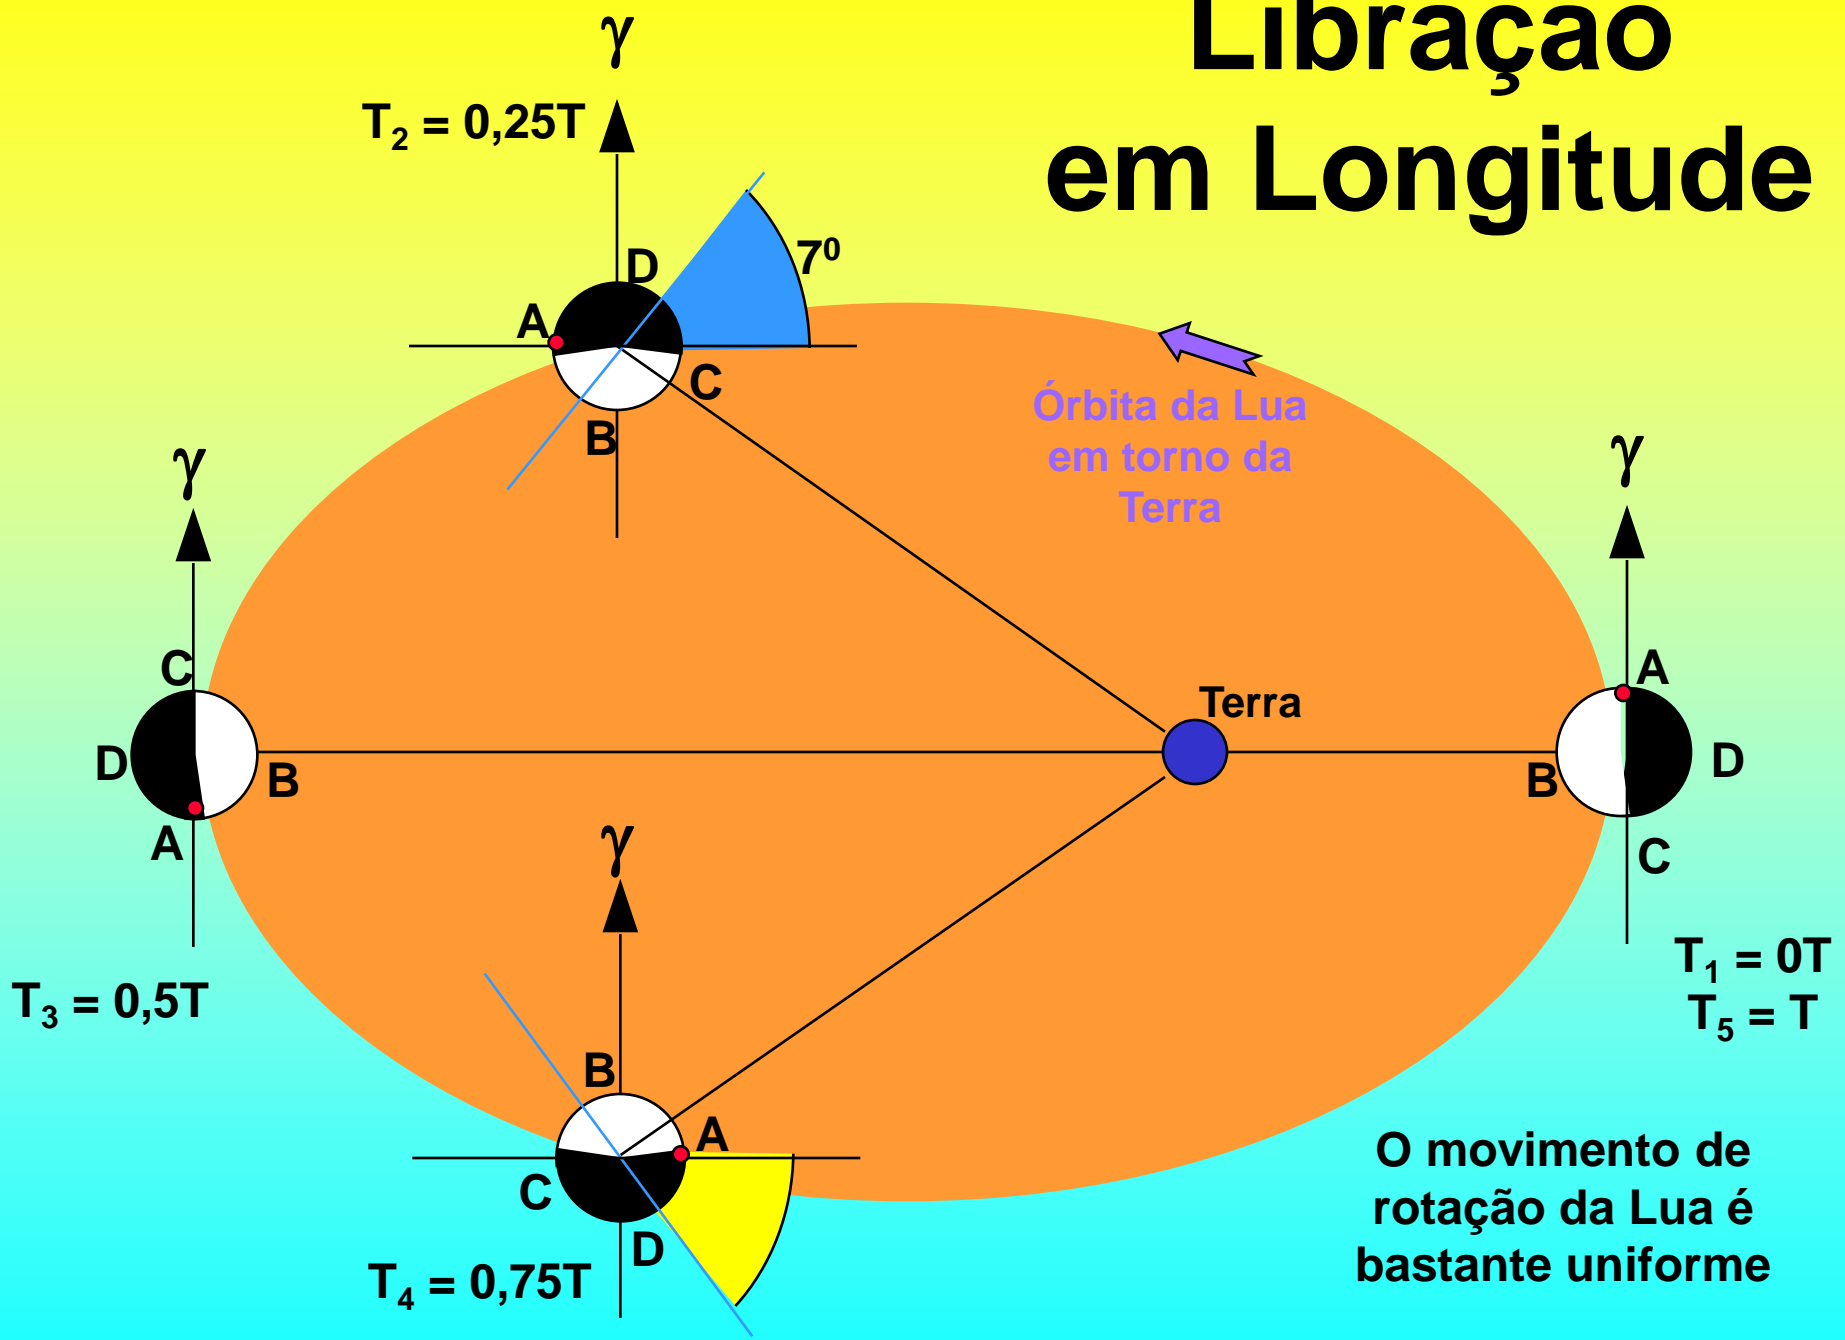 Libração
em Longitude
γ
T₂ = 0,25T
D
7⁰
A
C
B
Órbita da Lua
em torno da
Terra
γ
γ
C
D
B
A
Terra
A
B
D
C
T₁ = 0T
T₅ = T
T₃ = 0,5T
γ
B
A
C
D
T₄ = 0,75T
O movimento de
rotação da Lua é
bastante uniforme